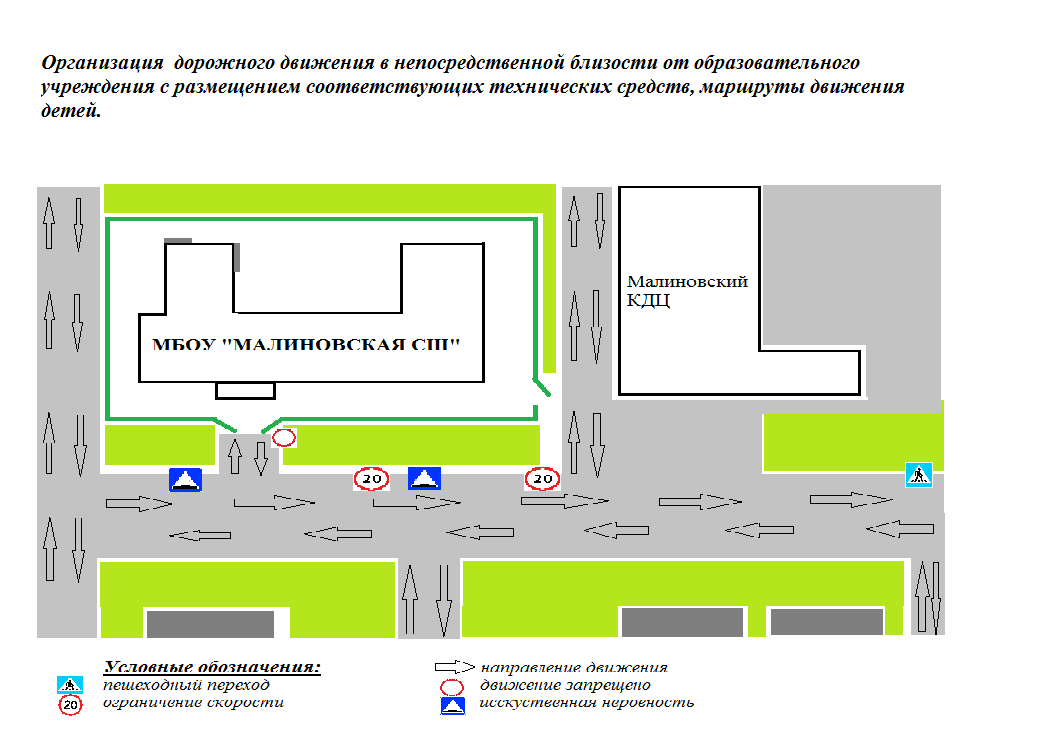 Организация дорожного движения в непосредственной близости от образовательного
учреждения с размещением соответствующих технических средств, маршруты движения
детей.
Малиновский
КДЦ
МБОУ "МАЛИНОВСКАЯ СШ"
20
20
Условные обозначения:
пешеходный переход
20
ограничение скорости
направление движения
движение запрещено
исскуственная неровность